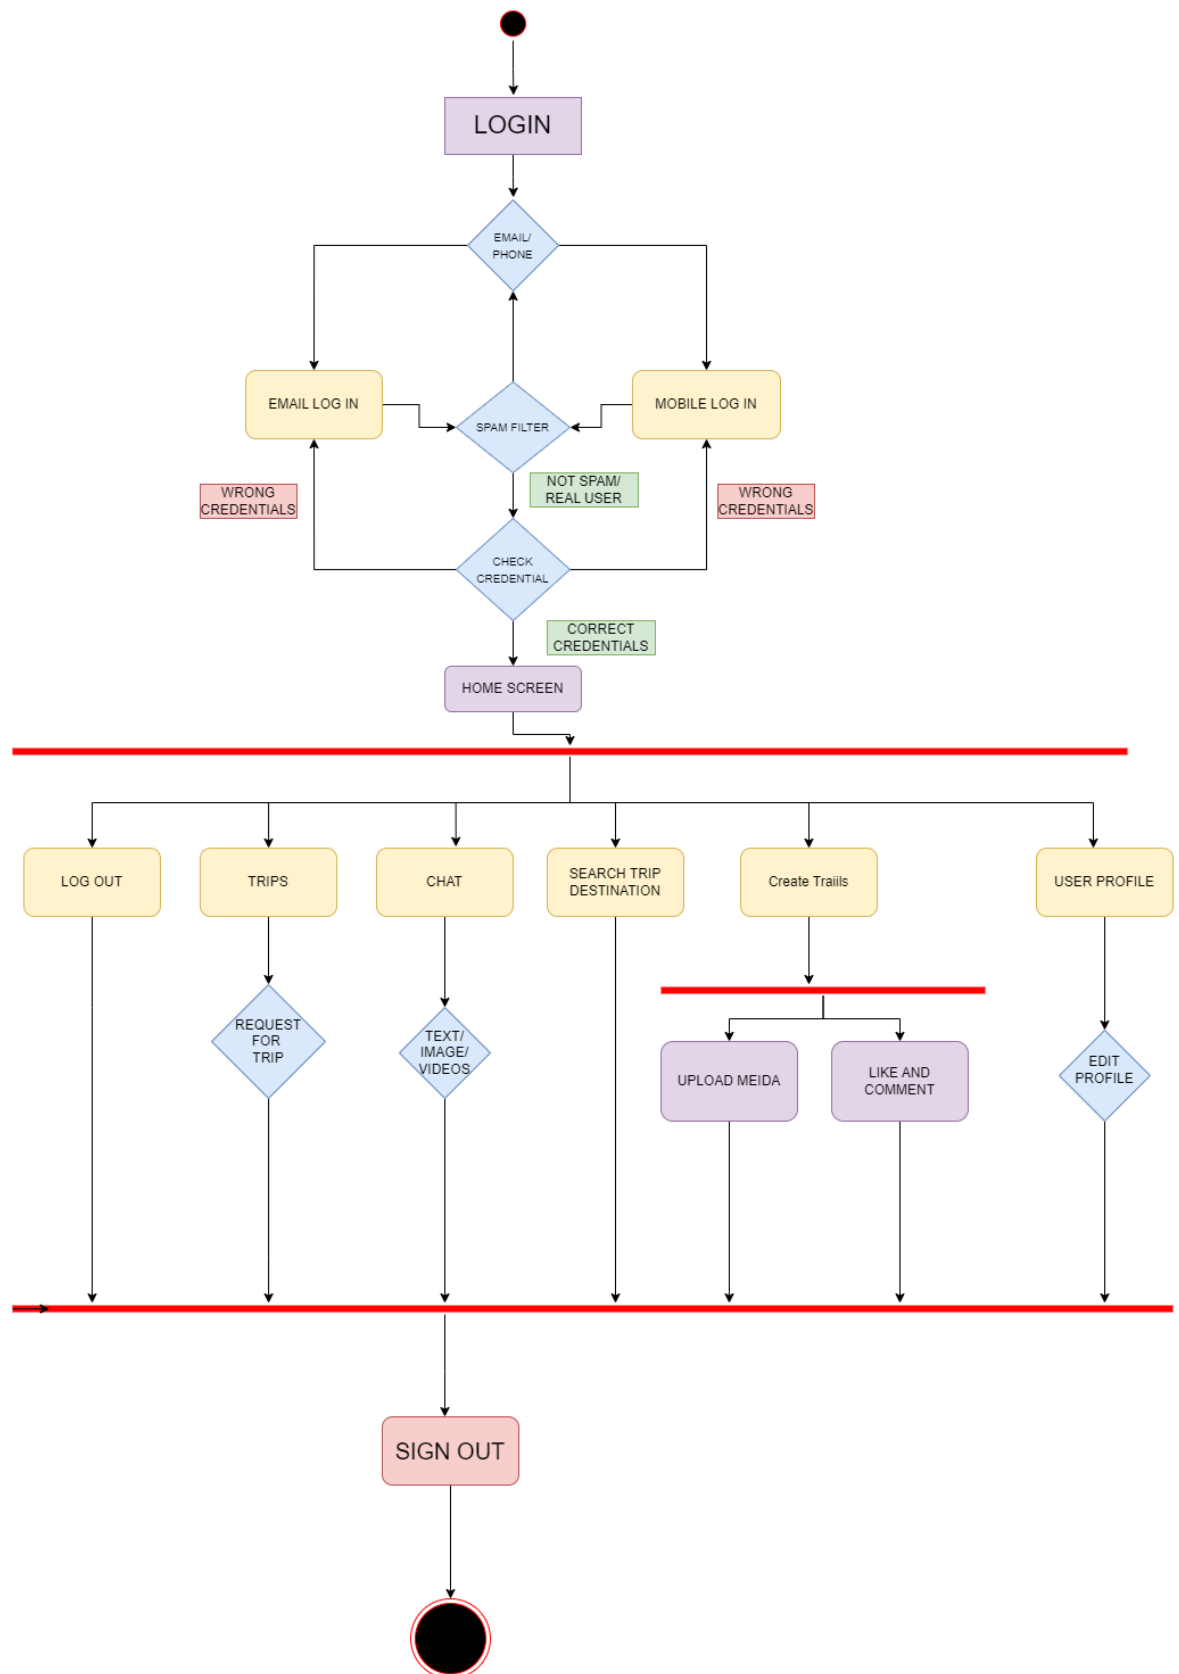 LOGIN
EMAIL/
PHONE
EMAIL LOG IN
SPAM FILTER
MOBILE LOG IN
NOT SPAM/
REAL USER
WRONG
CREDENTIALS
WRONG
CREDENTIALS
CHECK
CREDENTIAL
CORRECT
CREDENTIALS
HOME SCREEN
LOG OUT
TRIPS
CHAT
SEARCH TRIP
DESTINATION
Create Traiils
USER PROFILE
REQUEST
FOR
TRIP
TEXT/
IMAGE/
VIDEOS
UPLOAD MEIDA
LIKE AND
COMMENT
EDIT
PROFILE
SIGN OUT